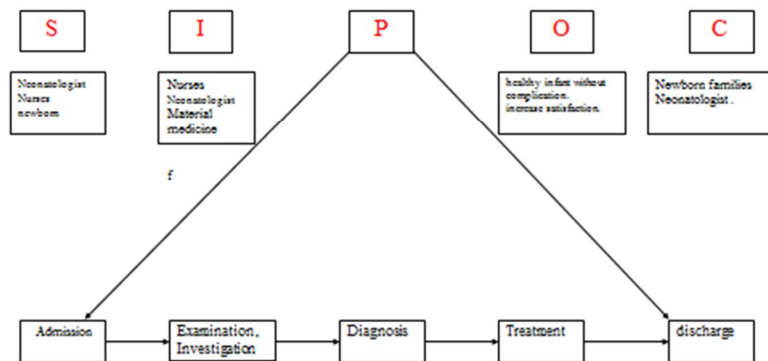 S
I
P
O
C
Neonatologist
Nurses
newborn
Nurses
Neonatologist
Material
medicine
healthy infant without
complication.
increase satisfaction.
Newborn families
Neonatologist .
f
Admission
Examination,
Investigation
Diagnosis
Treatment
discharge